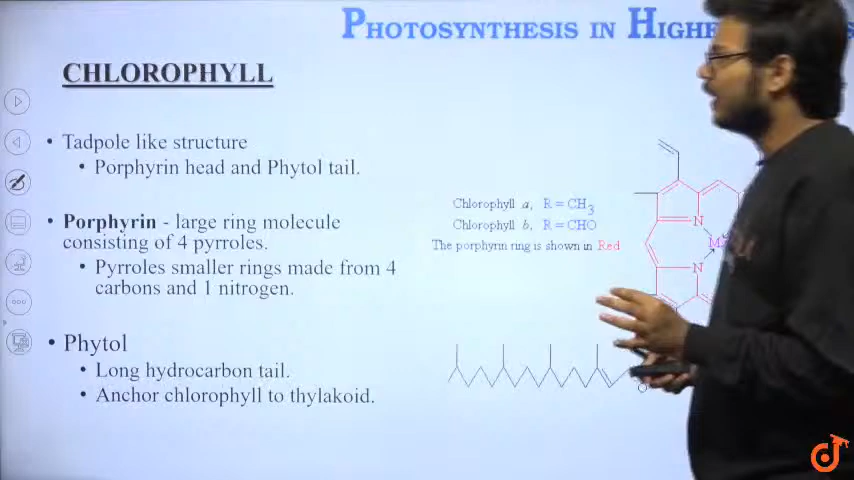 PHOTOSYNTHESIS IN HIGHE
CHLOROPHYLL
• Tadpole like structure
• Porphyrin head and Phytol tail.
• Porphyrin - large ring molecule
consisting of 4 pyrroles.
• Pyrroles smaller rings made from 4
carbons and 1 nitrogen.
• Phytol
• Long hydrocarbon tail.
• Anchor chlorophyll to thylakoid.
Chlorophyll a, R = CH3
Chlorophyll b, R = CHO
The porphyrin ring is shown in Red
N
N
O